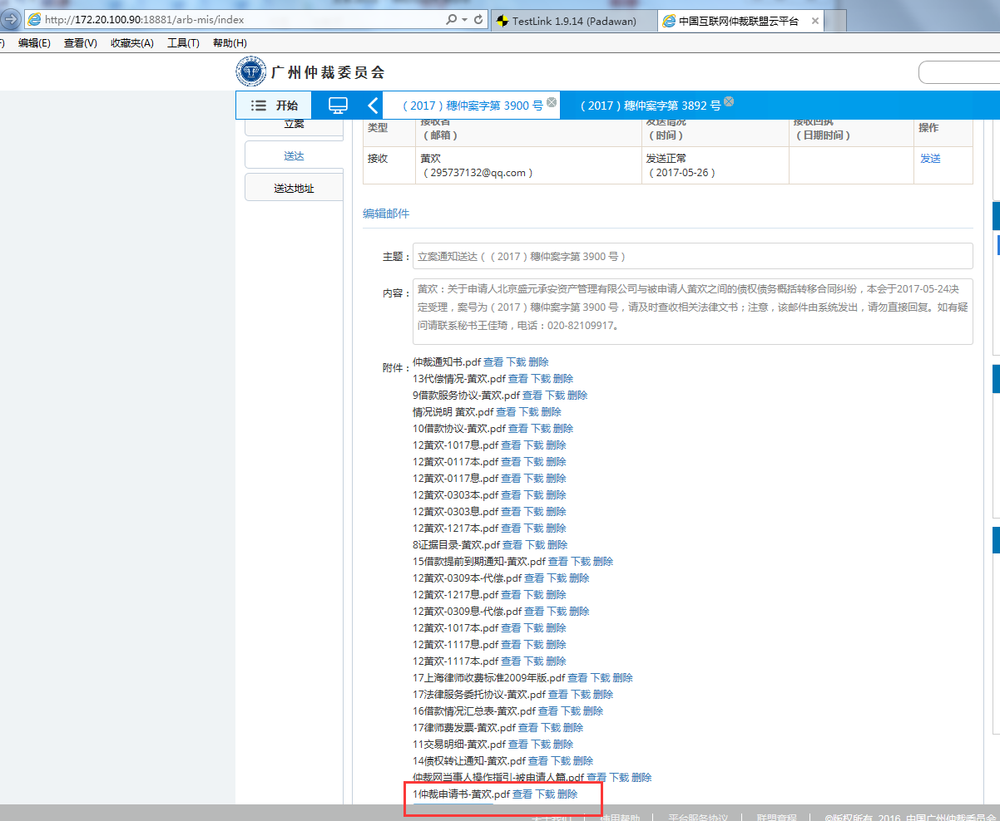 http://172.20.100.90:18881/arb-mis/index
TestLink 1.9.14 (Padawan)
中国互联网仲裁联盟云平台
编辑(E) 查看(V) 收藏夹(A) 工具(T) 帮助(H)
广州仲裁委员会
开始
（2017）穗仲案字第 3900 号
（2017）穗仲案字第 3892 号
立案
送达
送达地址
类型 接收者 发送情况 接收回执 操作
（邮箱） （时间） （日期时间）
接收 黄欢 发送正常 发送
（295737132@qq.com） （2017-05-26）
编辑邮件
主题： 立案通知送达（（2017）穗仲案字第 3900 号）
内容： 黄欢：关于申请人北京盛元承安资产管理有限公司与被申请人黄欢之间的债权债务概括转移合同纠纷，本会于2017-05-24决
定受理，案号为（2017）穗仲案字第 3900 号，请及时查收相关法律文书；注意，该邮件由系统发出，请勿直接回复。如有疑
问请联系秘书王佳琦，电话：020-82109917。
附件： 仲裁通知书.pdf 查看 下载 删除
13代偿情况-黄欢.pdf 查看 下载 删除
9借款服务协议-黄欢.pdf 查看 下载 删除
情况说明 黄欢.pdf 查看 下载 删除
10借款协议-黄欢.pdf 查看 下载 删除
12黄欢-1017息.pdf 查看 下载 删除
12黄欢-0117本.pdf 查看 下载 删除
12黄欢-0117息.pdf 查看 下载 删除
12黄欢-0303本.pdf 查看 下载 删除
12黄欢-0303息.pdf 查看 下载 删除
12黄欢-1217本.pdf 查看 下载 删除
8证据目录-黄欢.pdf 查看 下载 删除
15借款提前到期通知-黄欢.pdf 查看 下载 删除
12黄欢-0309本-代偿.pdf 查看 下载 删除
12黄欢-1217息.pdf 查看 下载 删除
12黄欢-0309息-代偿.pdf 查看 下载 删除
12黄欢-1017本.pdf 查看 下载 删除
12黄欢-1117息.pdf 查看 下载 删除
12黄欢-1117本.pdf 查看 下载 删除
17上海律师收费标准2009年版.pdf 查看 下载 删除
17法律服务委托协议-黄欢.pdf 查看 下载 删除
16借款情况汇总表-黄欢.pdf 查看 下载 删除
17律师费发票-黄欢.pdf 查看 下载 删除
11交易明细-黄欢.pdf 查看 下载 删除
14债权转让通知-黄欢.pdf 查看 下载 删除
仲裁网当事人操作指引-被申请人篇.pdf 查看 下载 删除
1仲裁申请书-黄欢.pdf 查看 下载 删除
关于我们 使用帮助 平台服务协议 联盟章程 ©版权所有 2016 中国广州仲裁委员会